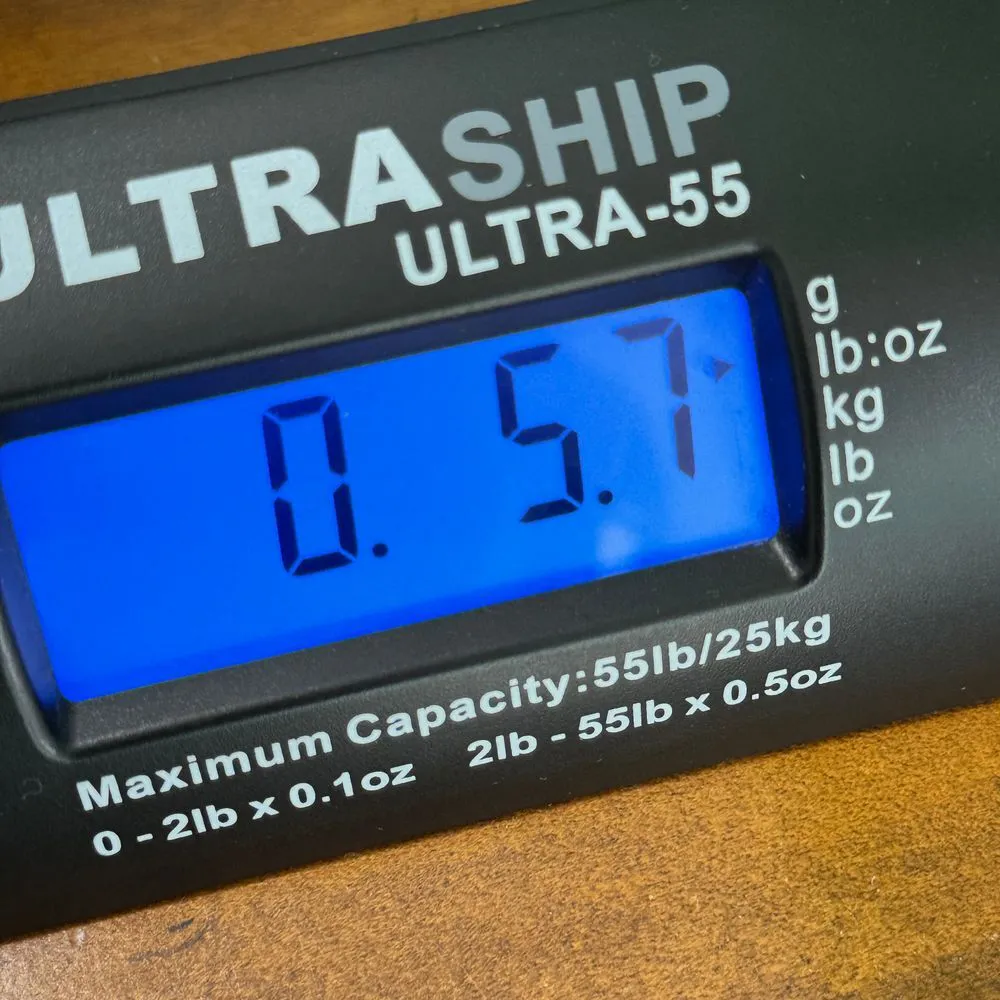 ULTRASHIP
ULTRA-55
g
lb:oz
kg
lb
oz
0. 5.7
Maximum Capacity:55lb/25kg
0 - 2lb x 0.1oz 2lb - 55lb x 0.5oz